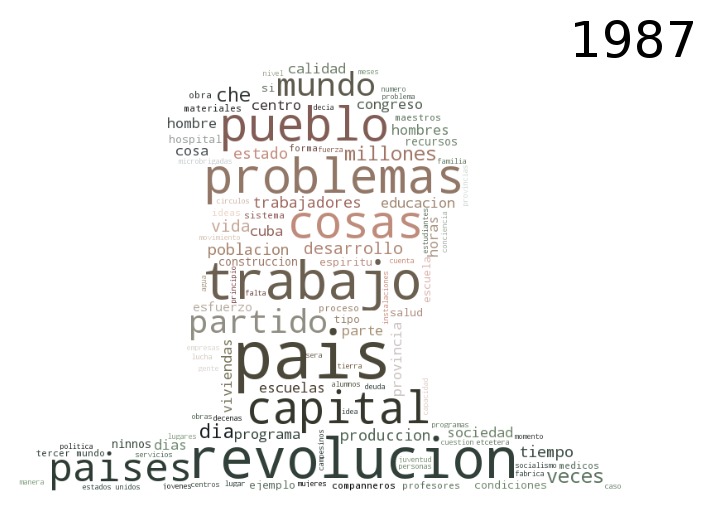 1987
nivel calidad meses
si mundo numero
obra che problema
materiales centro decia congreso
hombre pueblo maestros
hospital hombres
cosa forma fuerza recursos
microbrigadas estado millones familia
problemas provincias
circulos trabajadores educacion
ideas sistema cosas estudiantes
vida cuba horas conciencia
movimiento poblacion desarrollo
construccion espiritu cuenta
agua principio trabajo escuela
falta instalaciones
esfuerzo proceso salud
partido tipo parte
empresas pais provincia
lucha sera
gente tierra
viviendas escuelas alumnos deuda capacidad
capital
obras decenas idea programas
dia programa campesinos produccion sociedad
politica ninnos dias lugares cuestion etcetera momento
tercer mundo servicios revolucion tiempo
paises juventud personas socialismo medicos
fabrica veces
manera estados unidos jovenes centros lugar ejemplo mujeres companneros profesores condiciones caso